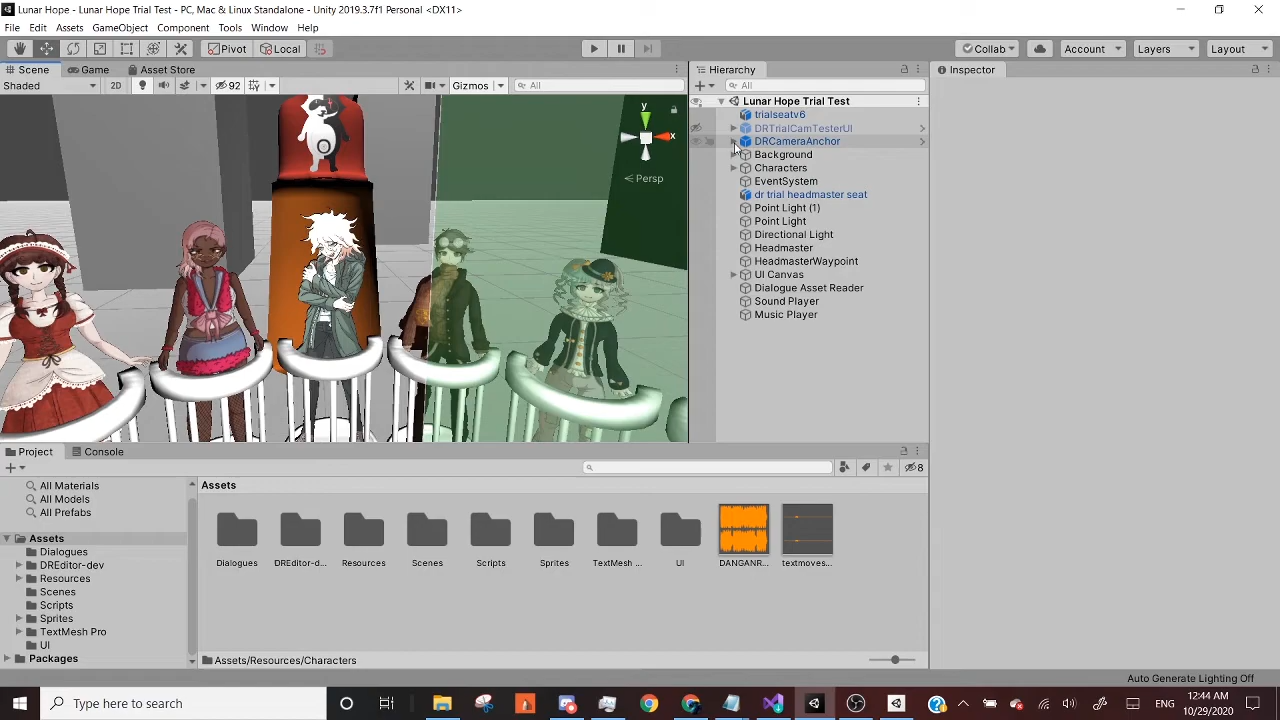 Lunar Hope - Lunar Hope Trial Test - PC, Mac & Linux Standalone - Unity 2019.3.7f1 Personal <DX11>
File Edit Assets GameObject Component Tools Window Help
Pivot Local Collab Account Layers Layout
Scene Game Asset Store
Shaded 2D 92 Gizmos All
y
x
Persp
Hierarchy
All
Lunar Hope Trial Test
trialseatv6
DRTrialCamTesterUI
DRCameraAnchor
Background
Characters
EventSystem
dr trial headmaster seat
Point Light (1)
Point Light
Directional Light
Headmaster
HeadmasterWaypoint
UI Canvas
Dialogue Asset Reader
Sound Player
Music Player
Inspector
Project Console
8
All Materials
All Models
All Prefabs
Assets
Dialogues
DREditor-dev
Resources
Scenes
Scripts
Sprites
TextMesh Pro
UI
Packages
Assets
Dialogues DREditor-d... Resources Scenes Scripts Sprites TextMesh ... UI DANGANR... textmoves...
Assets/Resources/Characters
Auto Generate Lighting Off
Type here to search
12:44 AM
10/29/2020